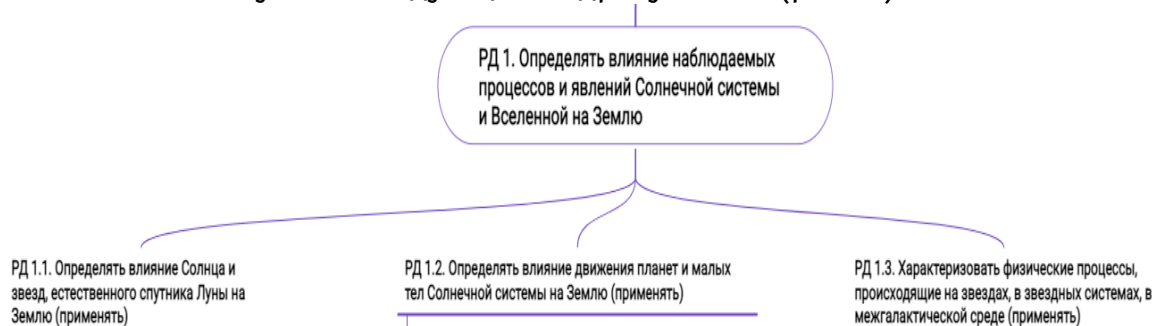 РД 1. Определять влияние наблюдаемых
процессов и явлений Солнечной системы
и Вселенной на Землю
РД 1.1. Определять влияние Солнца и
звезд, естественного спутника Луны на
Землю (применять)
РД 1.2. Определять влияние движения планет и малых
тел Солнечной системы на Землю (применять)
РД 1.3. Характеризовать физические процессы,
происходящие на звездах, в звездных системах, в
межгалактической среде (применять)